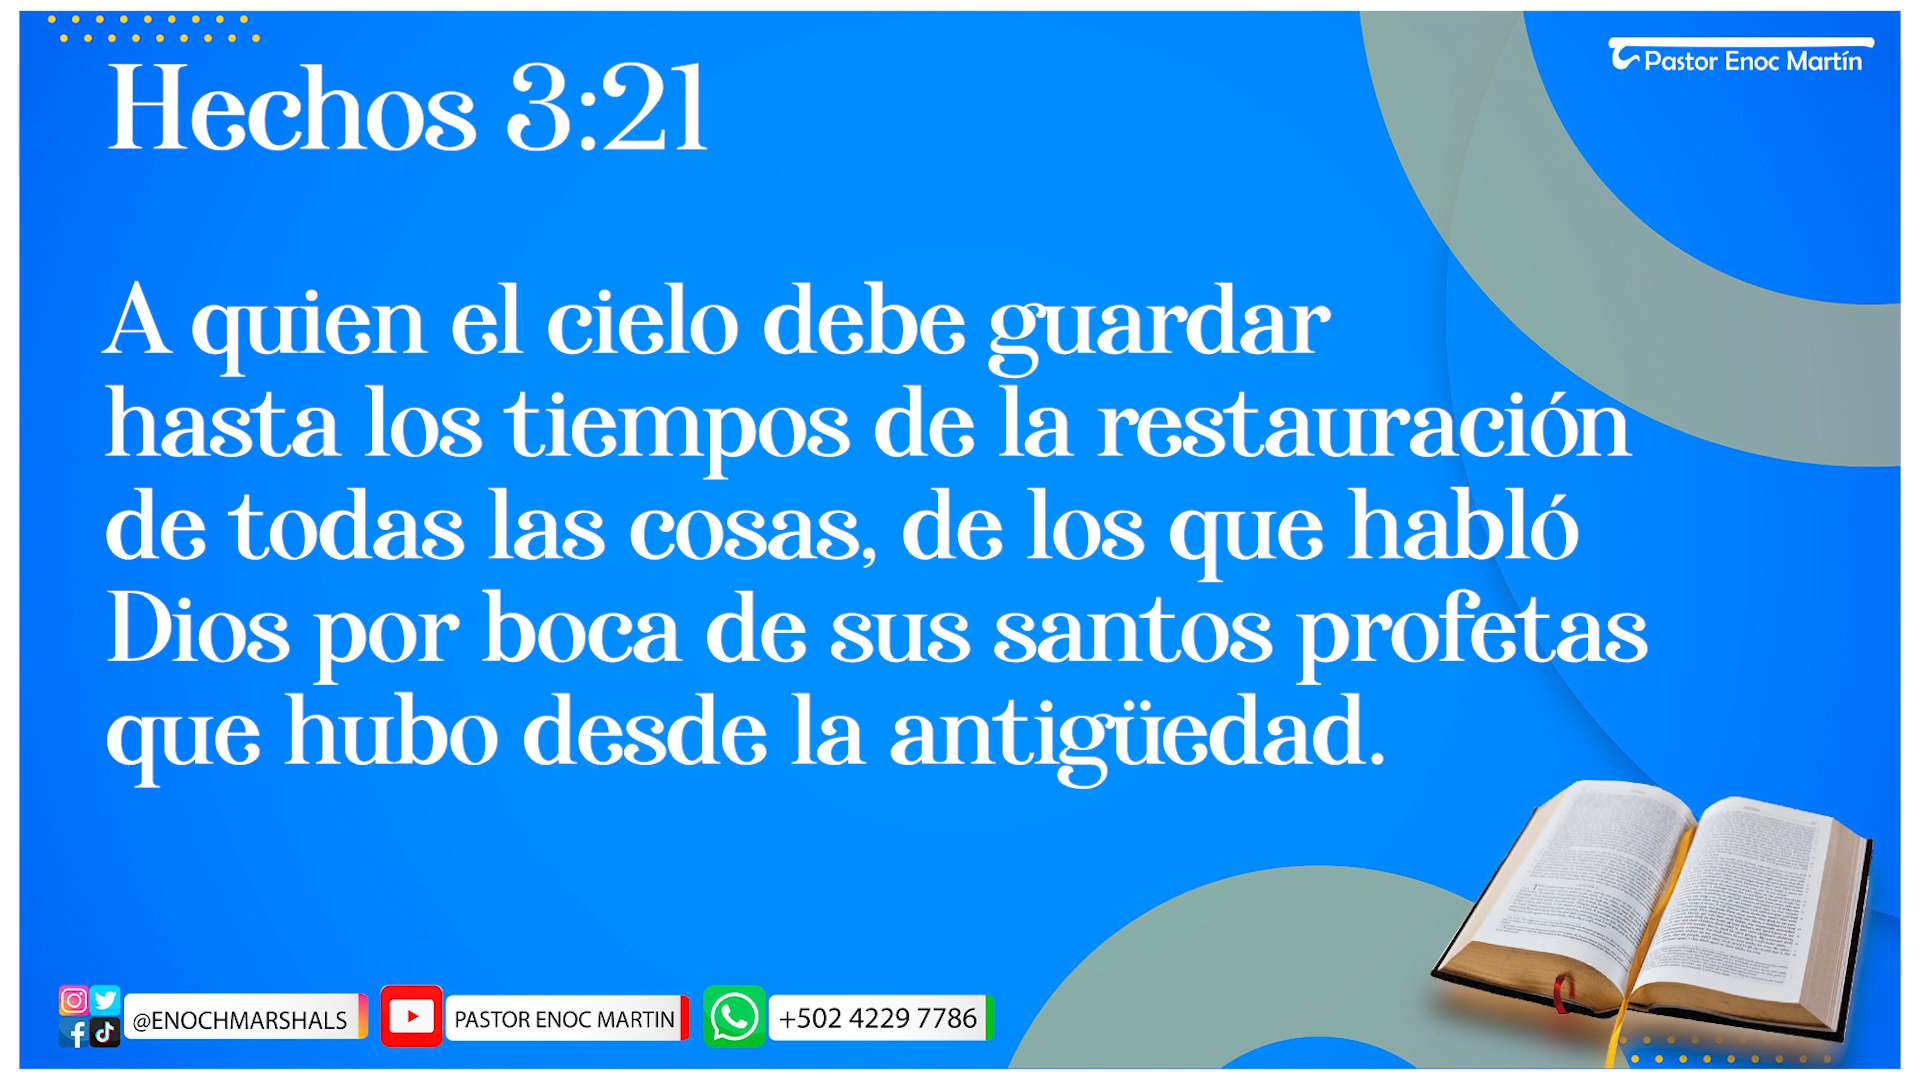 Pastor Enoc Martín
Hechos 3:21
A quien el cielo debe guardar
hasta los tiempos de la restauración
de todas las cosas, de los que habló
Dios por boca de sus santos profetas
que hubo desde la antigüedad.
@ENOCHMARSHALS
PASTOR ENOC MARTIN
+502 4229 7786